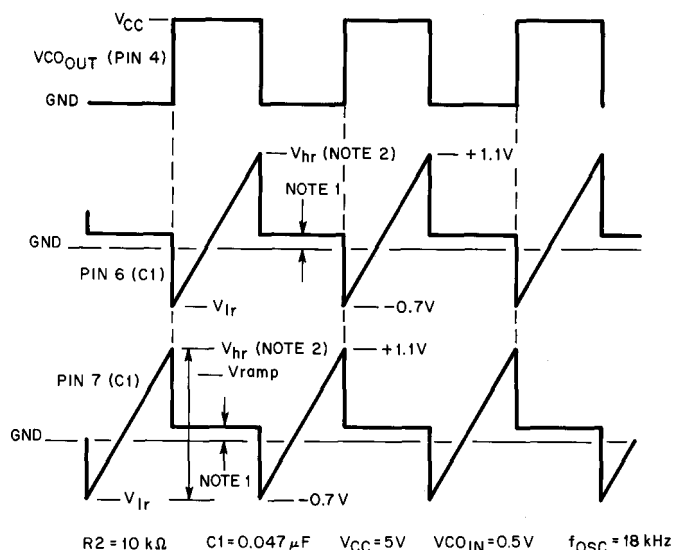 VCC
VCOOUT (PIN 4)
GND
Vhr (NOTE 2)
+1.1V
NOTE 1
GND
PIN 6 (C1)
Vlr
-0.7V
Vhr (NOTE 2)
+1.1V
Vramp
PIN 7 (C1)
GND
NOTE 1
Vlr
-0.7V
R2 = 10 kΩ C1 = 0.047 µF VCC = 5V VCOIN = 0.5V fOSC = 18 kHz